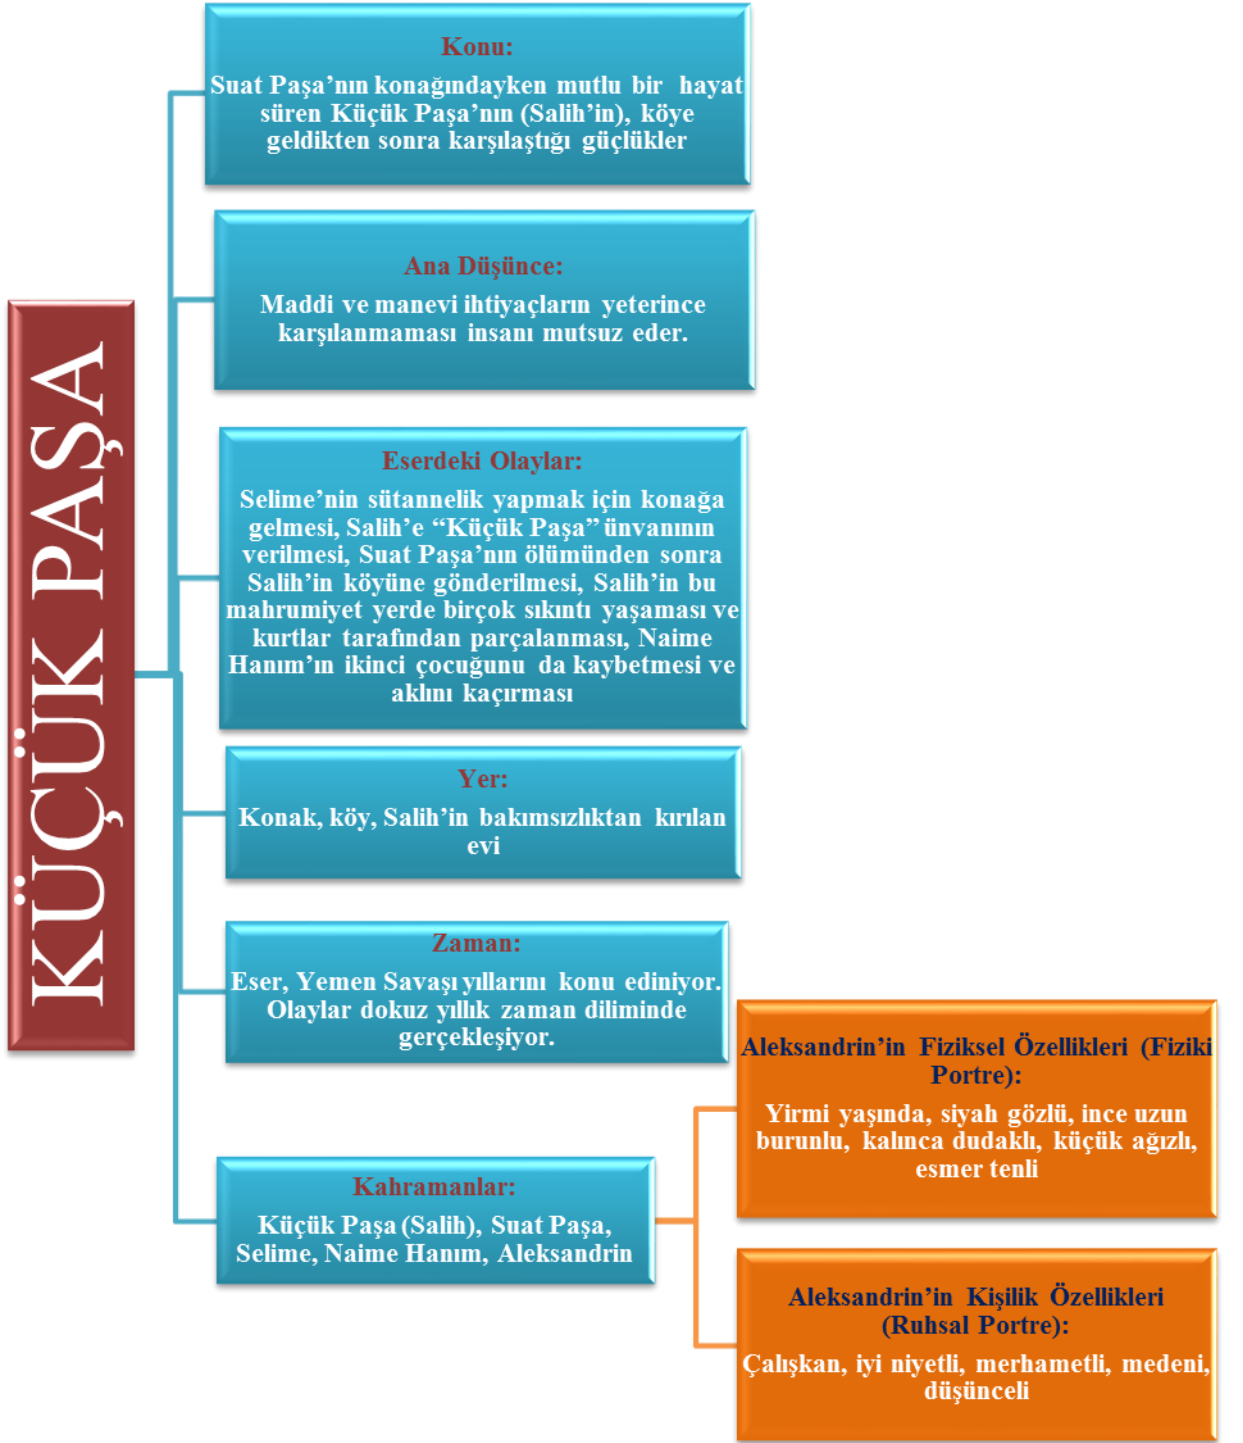 KÜÇÜK PAŞA
Konu:
Suat Paşa’nın konağındayken mutlu bir hayat
süren Küçük Paşa’nın (Salih’in), köye
geldikten sonra karşılaştığı güçlükler
Ana Düşünce:
Maddi ve manevi ihtiyaçların yeterince
karşılanmaması insanı mutsuz eder.
Eserdeki Olaylar:
Selime’nin sütannelik yapmak için konağa
gelmesi, Salih’e “Küçük Paşa” ünvanının
verilmesi, Suat Paşa’nın ölümünden sonra
Salih’in köyüne gönderilmesi, Salih’in bu
mahrumiyet yerde birçok sıkıntı yaşaması ve
kurtlar tarafından parçalanması, Naime
Hanım’ın ikinci çocuğunu da kaybetmesi ve
aklını kaçırması
Yer:
Konak, köy, Salih’in bakımsızlıktan kırılan
evi
Zaman:
Eser, Yemen Savaşı yıllarını konu ediniyor.
Olaylar dokuz yıllık zaman diliminde
gerçekleşiyor.
Kahramanlar:
Küçük Paşa (Salih), Suat Paşa,
Selime, Naime Hanım, Aleksandrin
Aleksandrin’in Fiziksel Özellikleri (Fiziki
Portre):
Yirmi yaşında, siyah gözlü, ince uzun
burunlu, kalınca dudaklı, küçük ağızlı,
esmer tenli
Aleksandrin’in Kişilik Özellikleri
(Ruhsal Portre):
Çalışkan, iyi niyetli, merhametli, medeni,
düşünceli